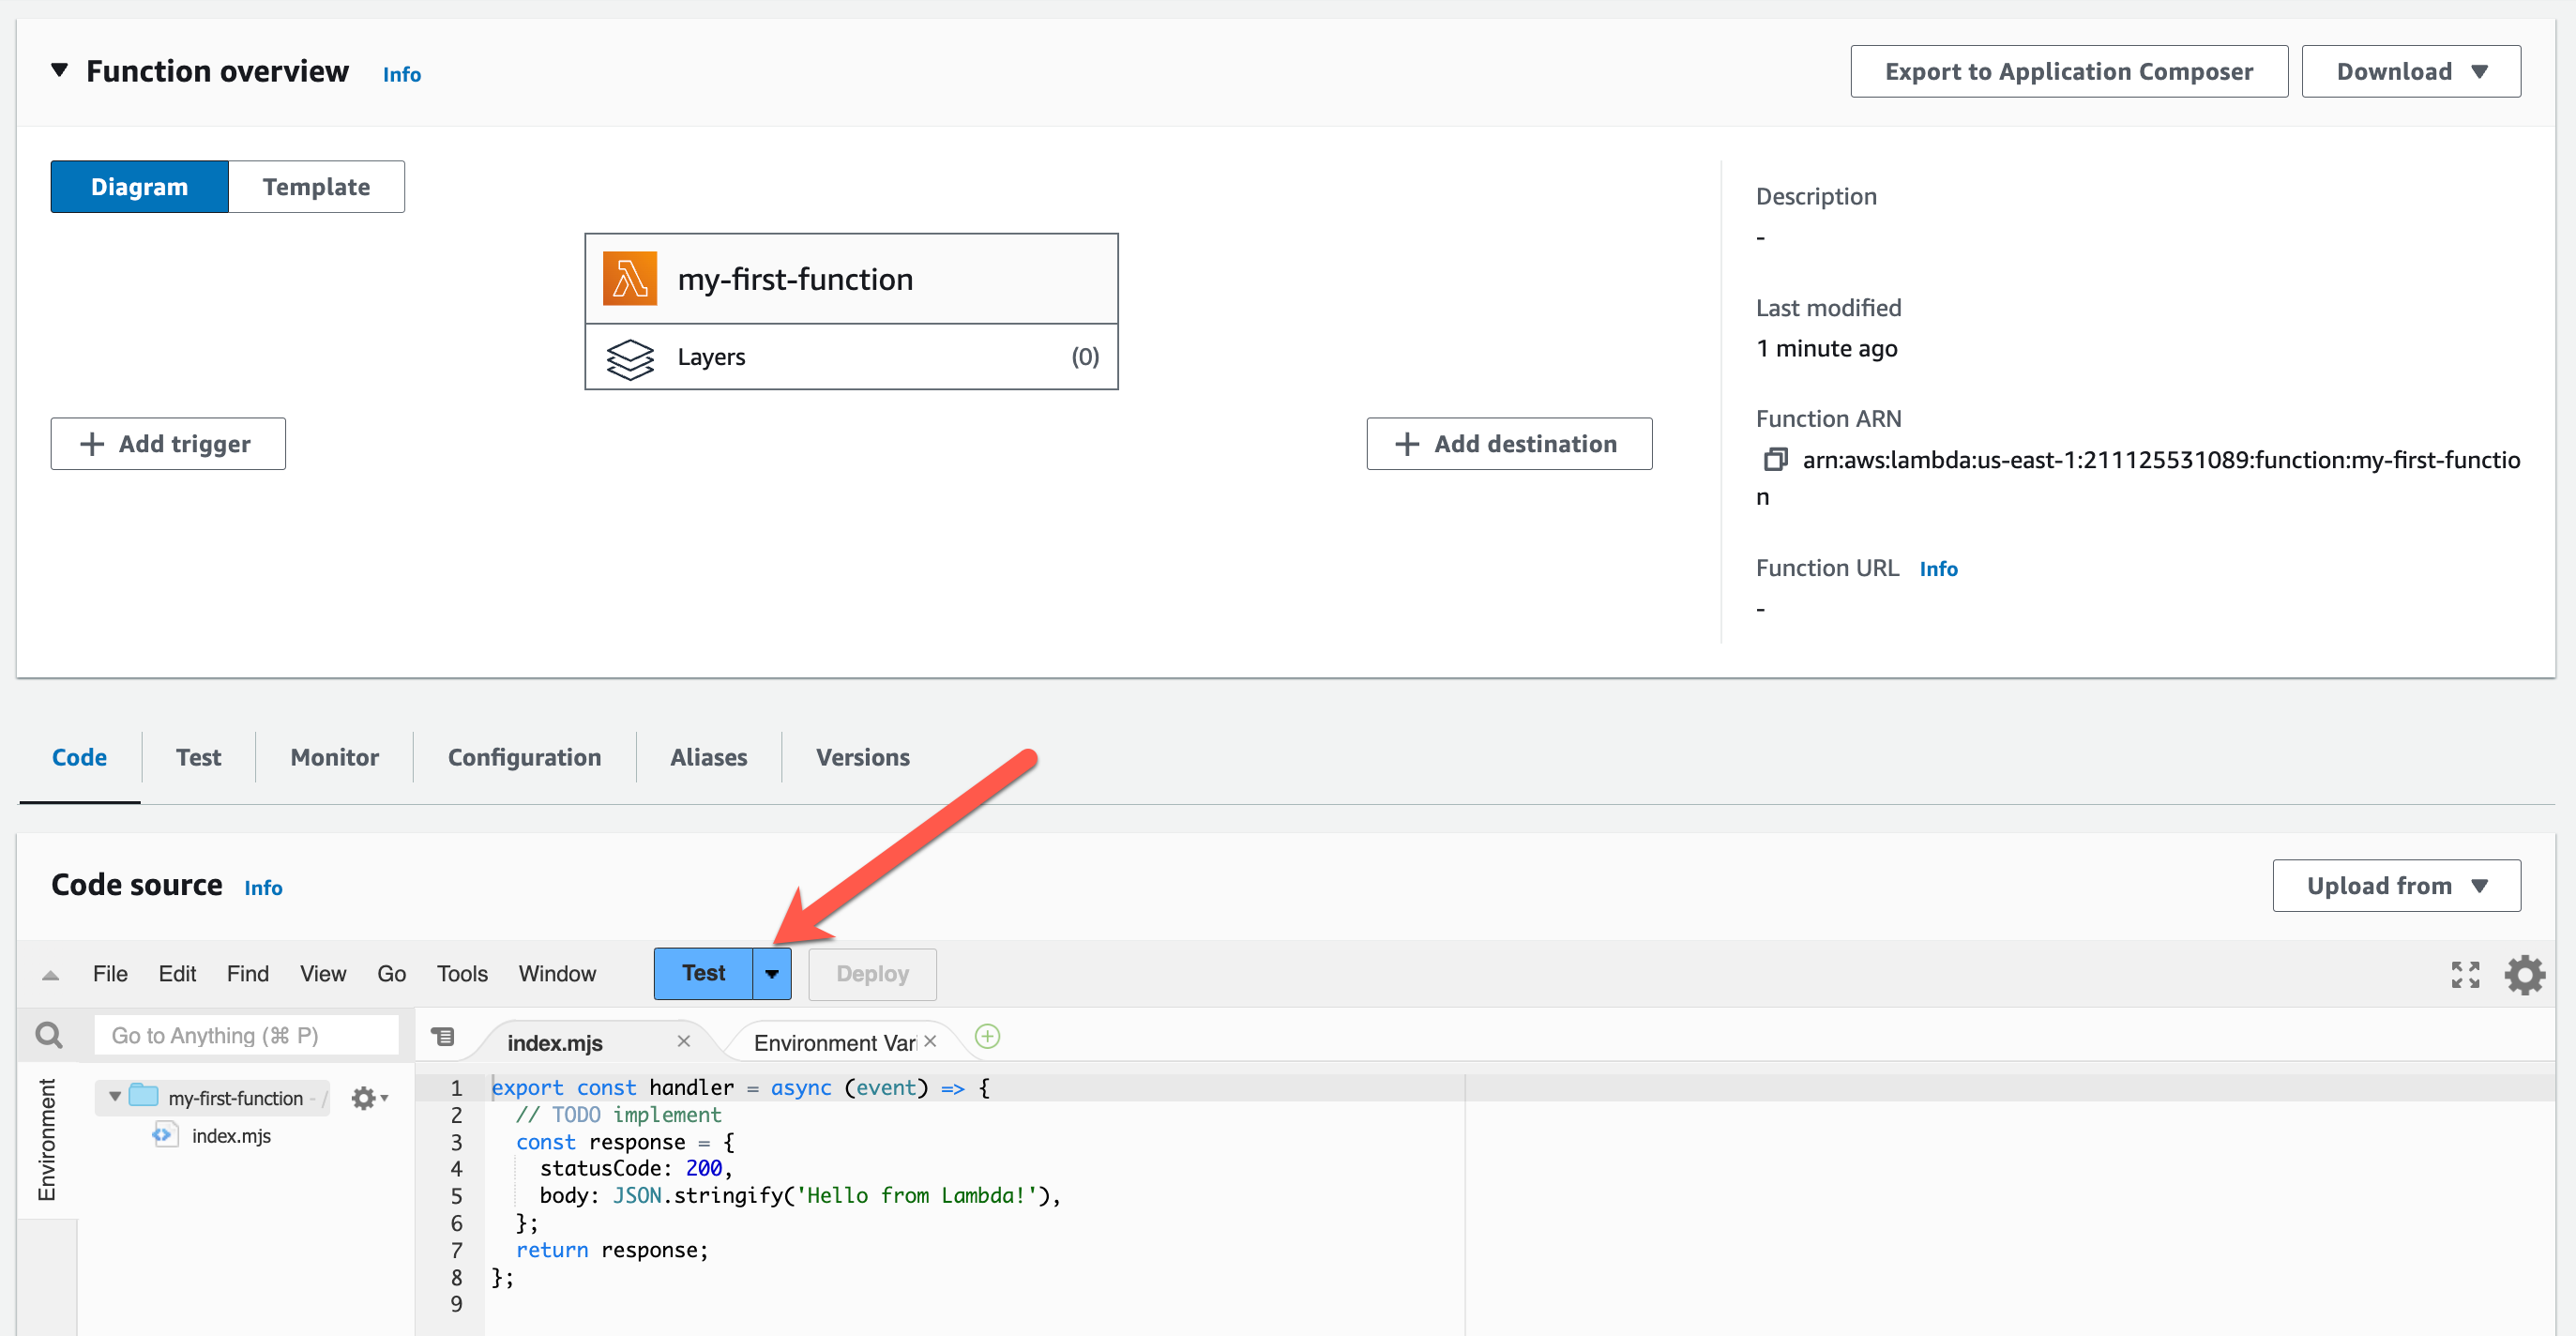 Function overview Info
Export to Application Composer
Download
Diagram
Template
my-first-function
Layers (0)
Add trigger
Add destination
Description
-
Last modified
1 minute ago
Function ARN
arn:aws:lambda:us-east-1:211125531089:function:my-first-functio
n
Function URL Info
-
Code Test Monitor Configuration Aliases Versions
Code source Info
Upload from
File Edit Find View Go Tools Window Test Deploy
Go to Anything (⌘ P)
index.mjs
Environment Vari
Environment
my-first-function - /
index.mjs
1 export const handler = async (event) => {
2 // TODO implement
3 const response = {
4 statusCode: 200,
5 body: JSON.stringify('Hello from Lambda!'),
6 };
7 return response;
8 };
9